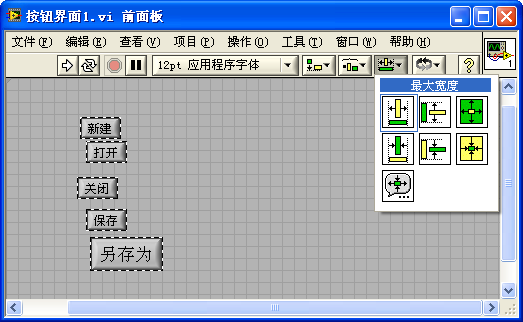 按钮界面1.vi 前面板
文件(F) 编辑(E) 查看(V) 项目(P) 操作(O) 工具(T) 窗口(W) 帮助(H)
12pt 应用程序字体
最大宽度
新建
打开
关闭
保存
另存为